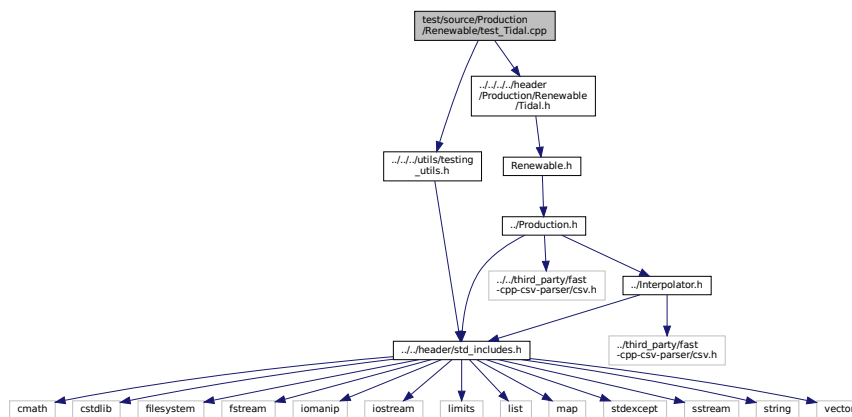 test/source/Production
/Renewable/test_Tidal.cpp
../../../../header
/Production/Renewable
/Tidal.h
../../../utils/testing
_utils.h
Renewable.h
../Production.h
../../third_party/fast
-cpp-csv-parser/csv.h
../Interpolator.h
../third_party/fast
-cpp-csv-parser/csv.h
../../header/std_includes.h
cmath
cstdlib
filesystem
fstream
iomanip
iostream
limits
list
map
stdexcept
sstream
string
vector